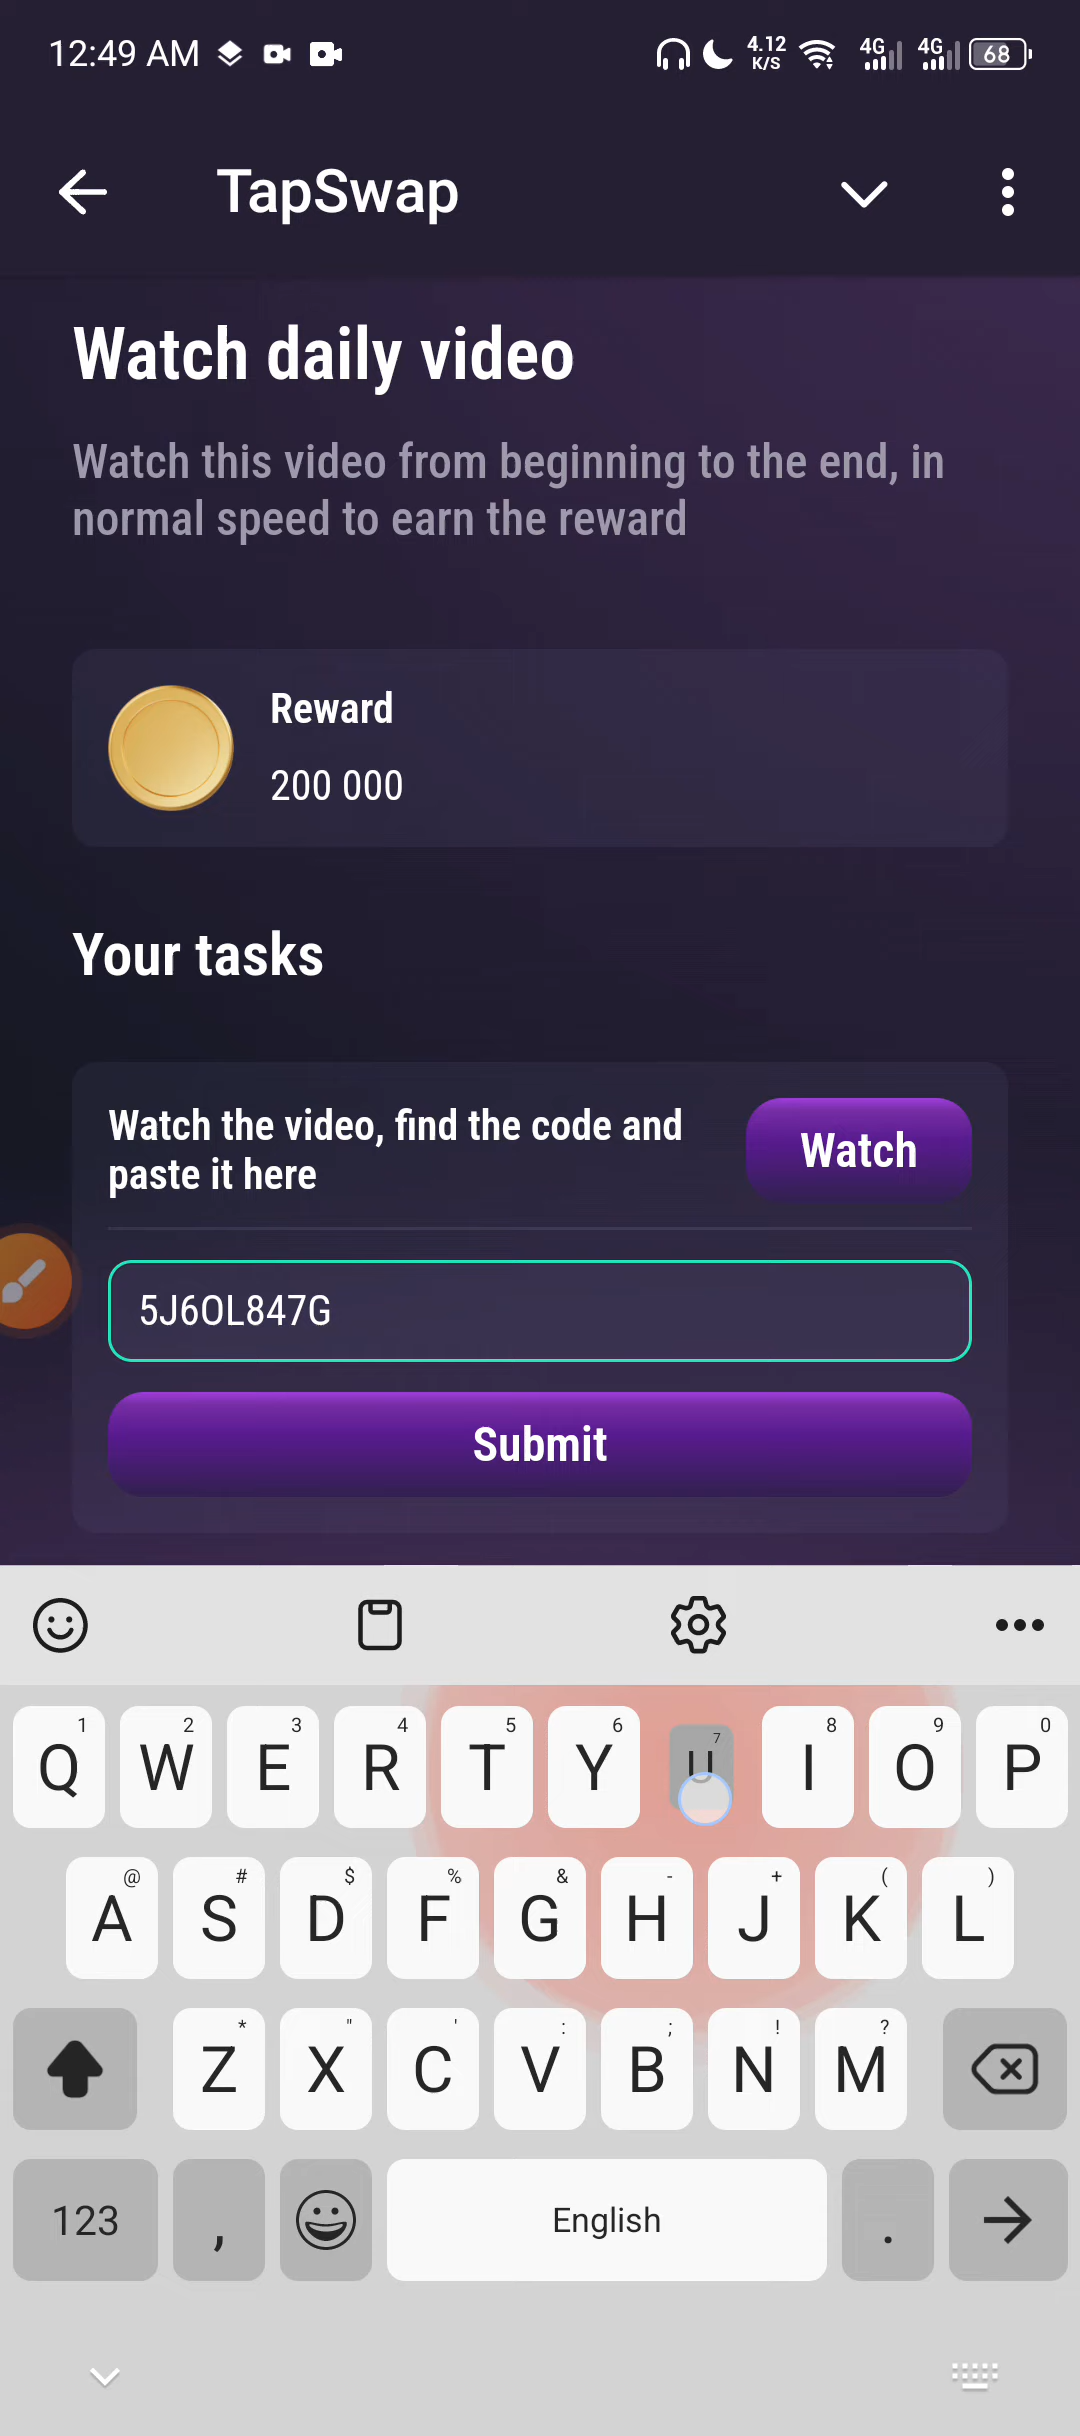 12:49 AM 4.12 K/S 4G 4G 68
TapSwap
Watch daily video
Watch this video from beginning to the end, in
normal speed to earn the reward
Reward
200 000
Your tasks
Watch the video, find the code and
paste it here
Watch
5J6OL847G
Submit
1 2 3 4 5 6 7 8 9 0
Q W E R T Y U I O P
@ # $ % & - + ( )
A S D F G H J K L
* " ' : ; ! ?
Z X C V B N M
123 , English .